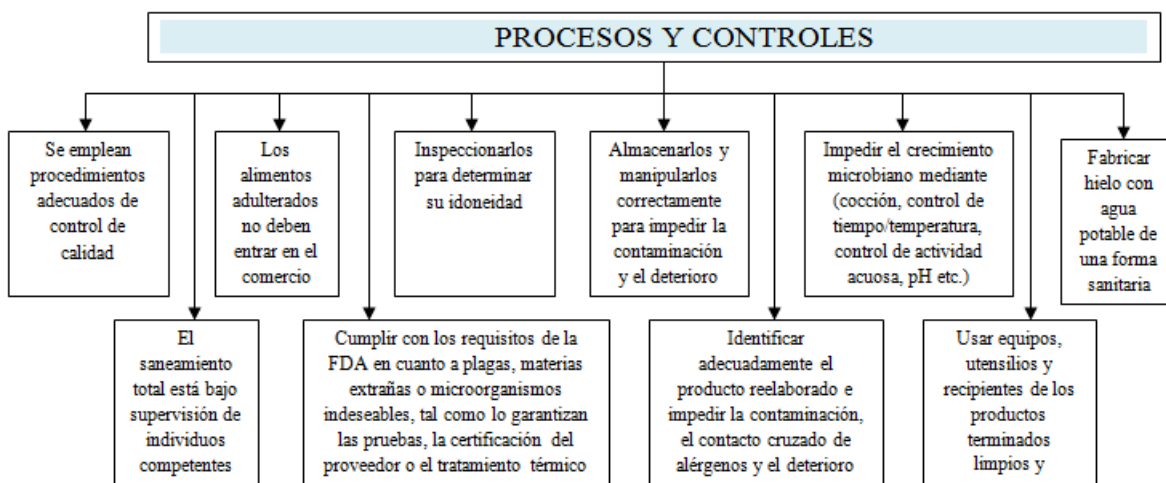 PROCESOS Y CONTROLES
Se emplean
procedimientos
adecuados de
control de
calidad
Los
alimentos
adulterados
no deben
entrar en el
comercio
Inspeccionarlos
para determinar
su idoneidad
Almacenarlos y
manipularlos
correctamente
para impedir la
contaminación
y el deterioro
Impedir el crecimiento
microbiano mediante
(cocción, control de
tiempo/temperatura,
control de actividad
acuosa, pH etc.)
Fabricar
hielo con
agua
potable de
una forma
sanitaria
El
saneamiento
total está bajo
supervisión de
individuos
competentes
Cumplir con los requisitos de la
FDA en cuanto a plagas, materias
extrañas o microorganismos
indeseables, tal como lo garantizan
las pruebas, la certificación del
proveedor o el tratamiento térmico
Identificar
adecuadamente el
producto reelaborado e
impedir la contaminación,
el contacto cruzado de
alérgenos y el deterioro
Usar equipos,
utensilios y
recipientes de los
productos
terminados
limpios y